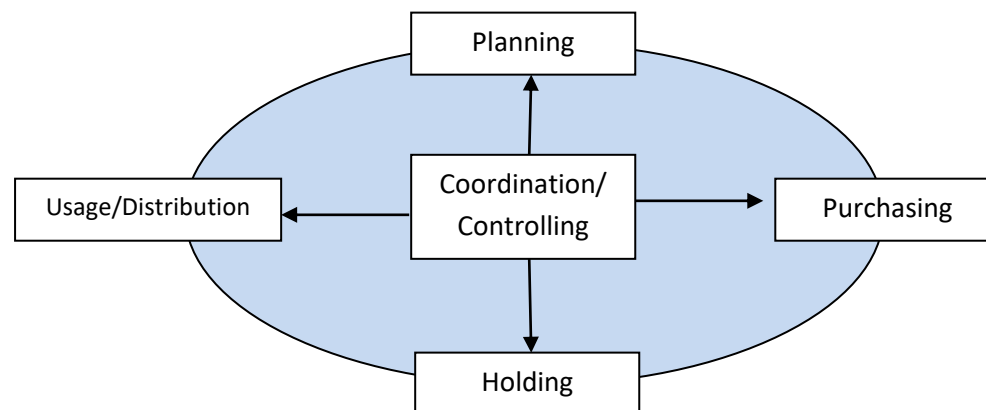 Planning
Coordination/
Controlling
Usage/Distribution
Purchasing
Holding